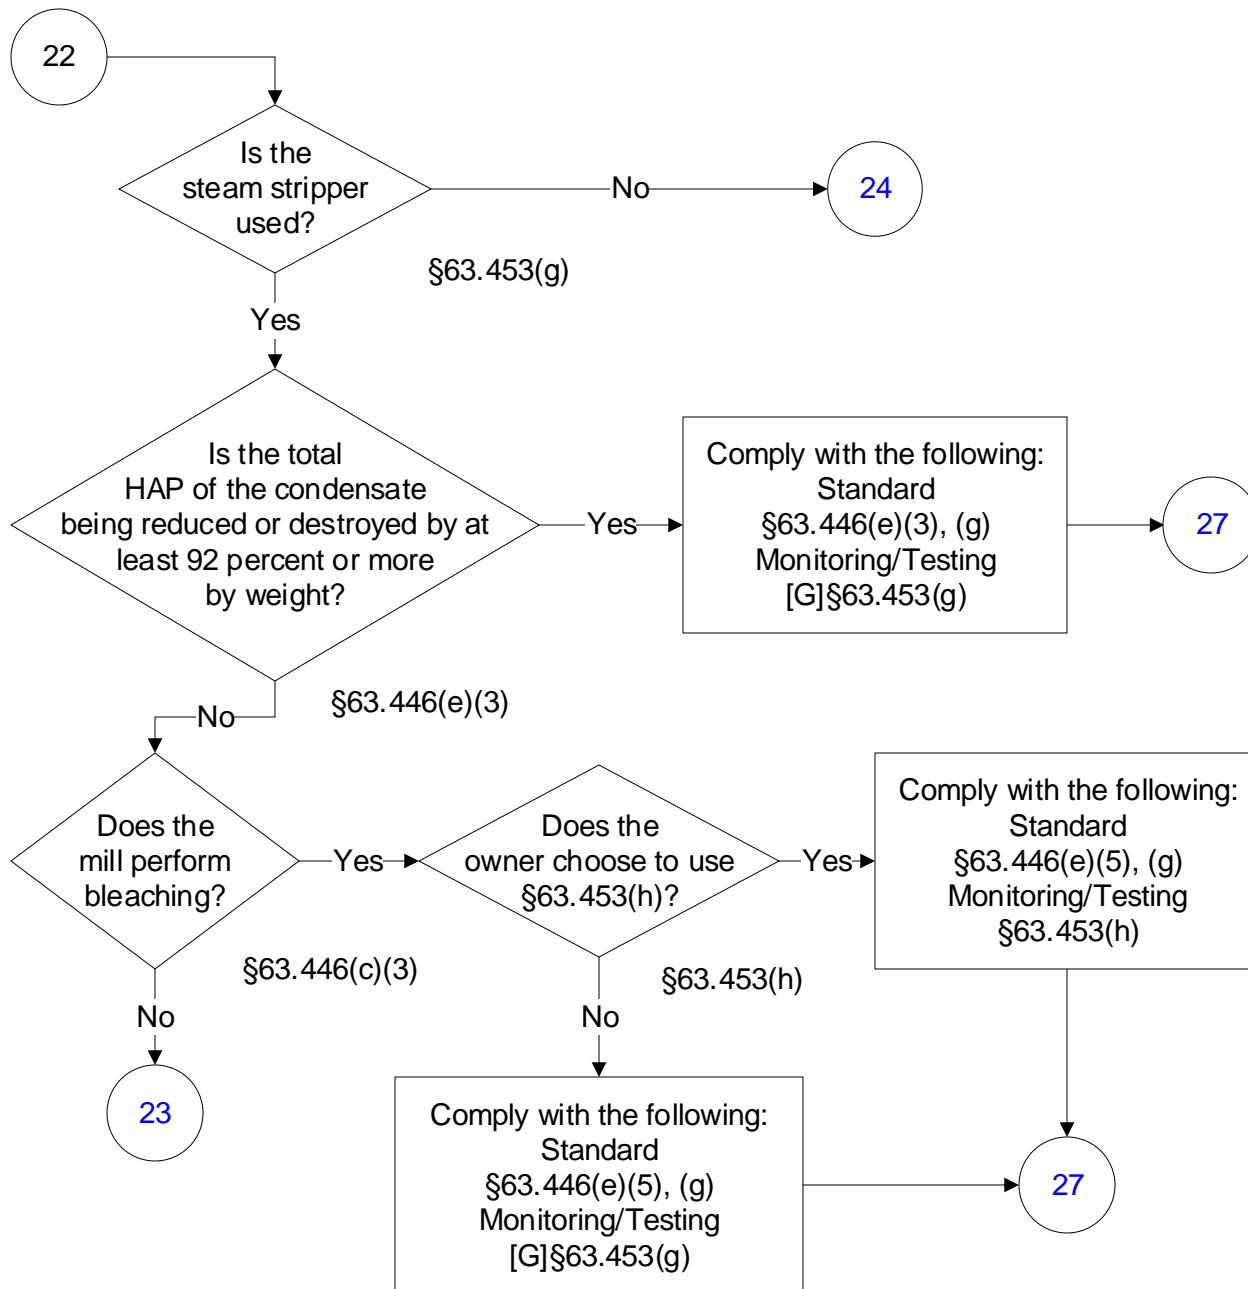 22
Is the
steam stripper
used?
No
24
§63.453(g)
Yes
Is the total
HAP of the condensate
being reduced or destroyed by at
least 92 percent or more
by weight?
Yes
Comply with the following:
Standard
§63.446(e)(3), (g)
Monitoring/Testing
[G]§63.453(g)
27
§63.446(e)(3)
No
Does the
mill perform
bleaching?
Yes
Does the
owner choose to use
§63.453(h)?
Yes
Comply with the following:
Standard
§63.446(e)(5), (g)
Monitoring/Testing
§63.453(h)
§63.446(c)(3)
§63.453(h)
No
No
23
Comply with the following:
Standard
§63.446(e)(5), (g)
Monitoring/Testing
[G]§63.453(g)
27